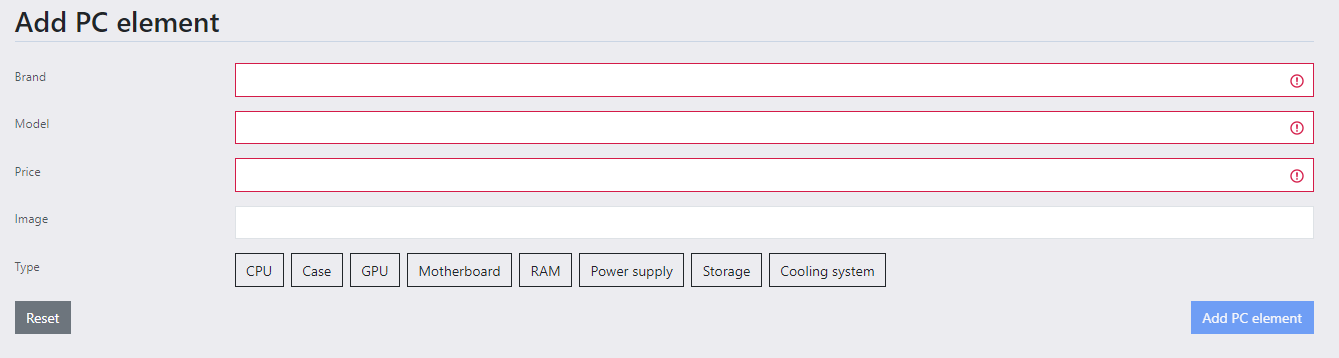 Add PC element
Brand
Model
Price
Image
Type CPU Case GPU Motherboard RAM Power supply Storage Cooling system
Reset Add PC element